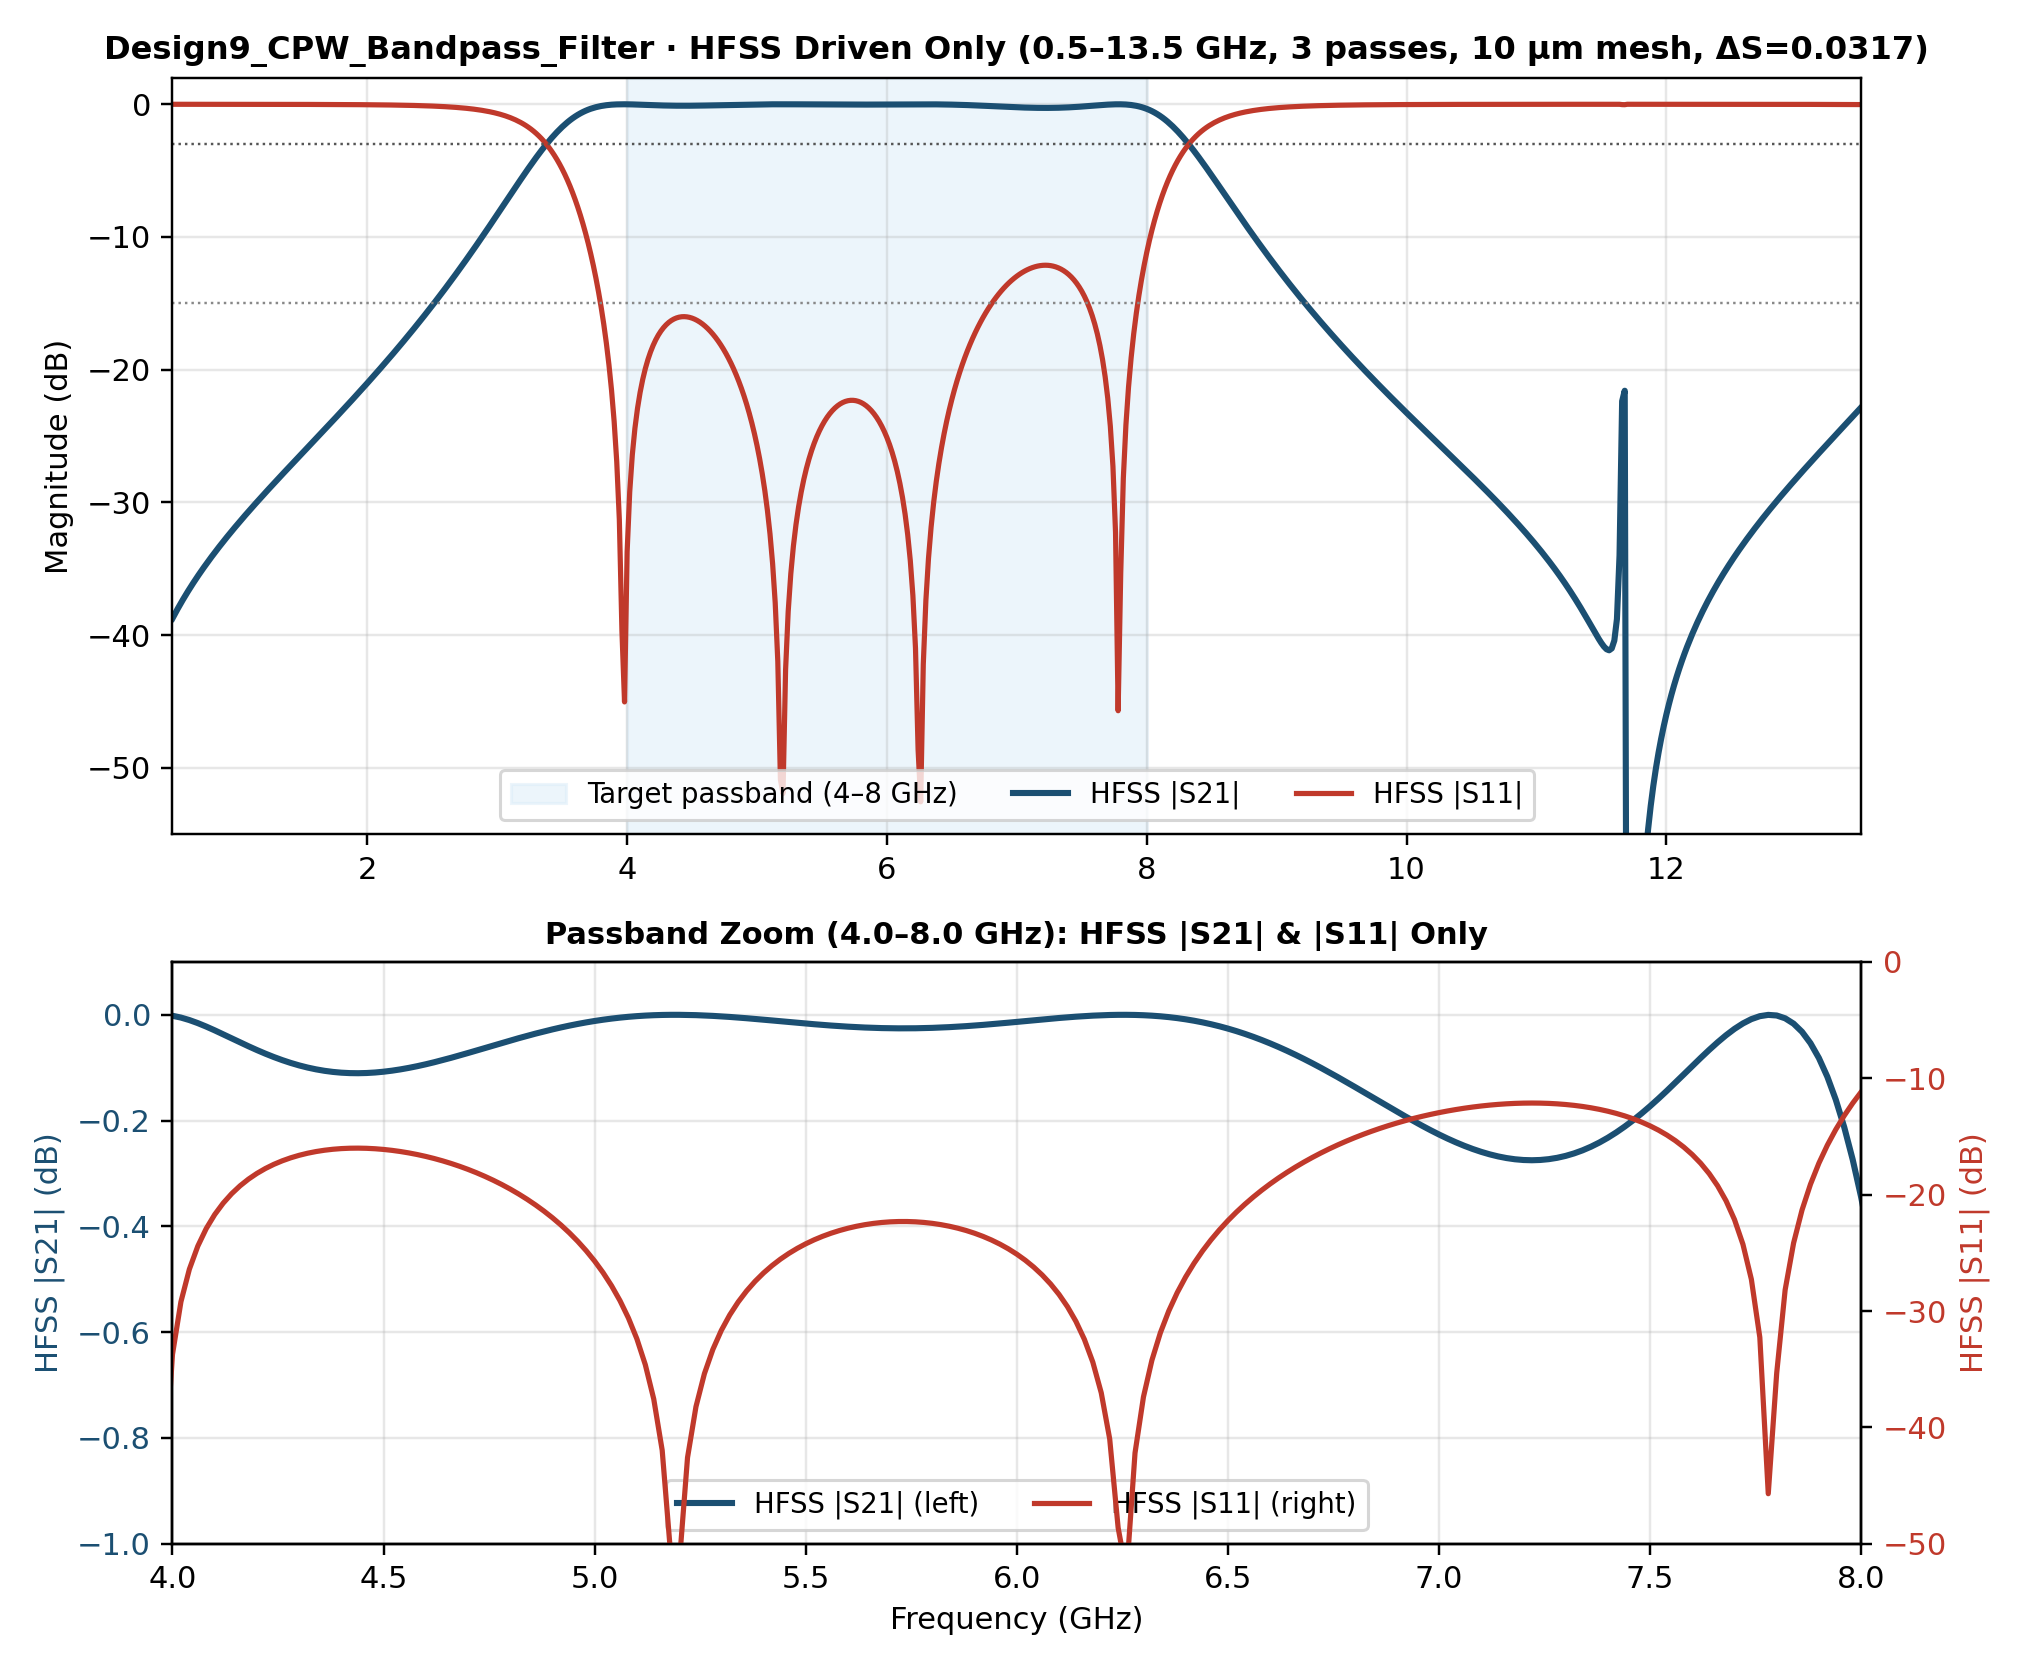 Design9_CPW_Bandpass_Filter · HFSS Driven Only (0.5–13.5 GHz, 3 passes, 10 µm mesh, ΔS=0.0317)
Magnitude (dB)
0
−10
−20
−30
−40
−50
Target passband (4–8 GHz)
HFSS |S21|
HFSS |S11|
2 4 6 8 10 12
Passband Zoom (4.0–8.0 GHz): HFSS |S21| & |S11| Only
HFSS |S21| (dB)
0.0
−0.2
−0.4
−0.6
−0.8
−1.0
HFSS |S21| (left)
HFSS |S11| (right)
0
−10
−20
−30
−40
−50
HFSS |S11| (dB)
4.0 4.5 5.0 5.5 6.0 6.5 7.0 7.5 8.0
Frequency (GHz)